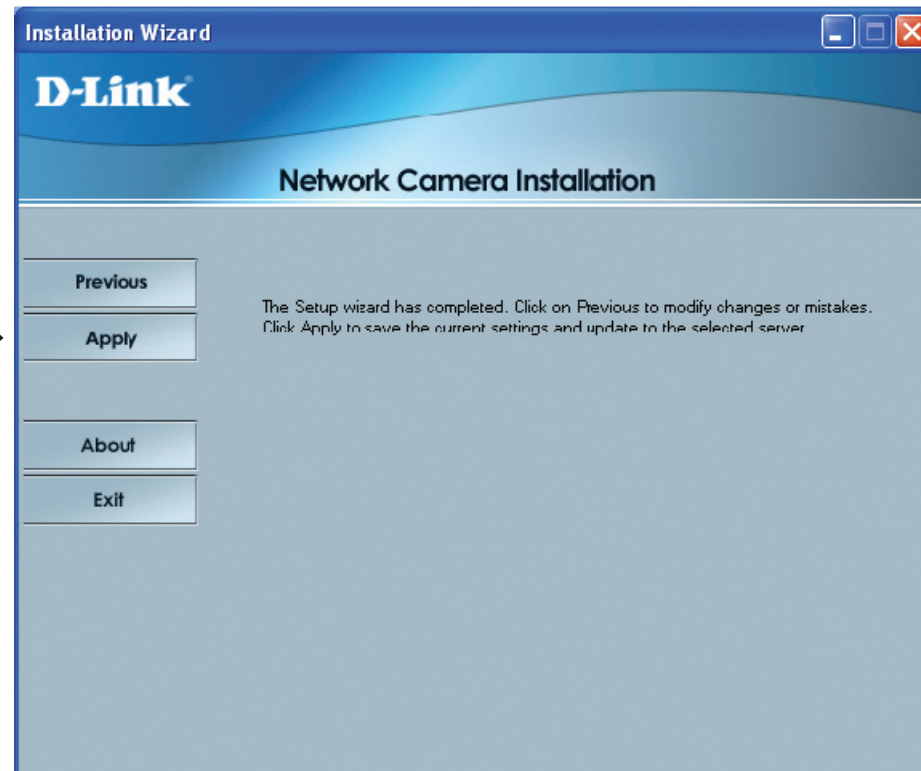 Installation Wizard
D-Link
Network Camera Installation
Previous
Apply
About
Exit
The Setup wizard has completed. Click on Previous to modify changes or mistakes.
Click Apply to save the current settings and update to the selected server